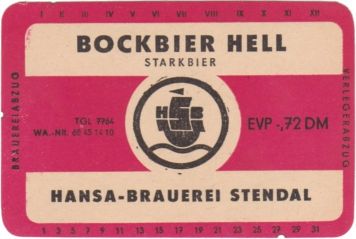 I II III IV V VI VII VIII IX X XI XII
BOCKBIER HELL
STARKBIER
BRAUEREIABZUG
TGL 7764
WA.-NR. 68 45 14 10
H B
EVP -,72 DM
VERLEGERABZUG
HANSA-BRAUEREI STENDAL
1 3 5 7 9 11 13 15 17 19 21 23 25 27 29 31